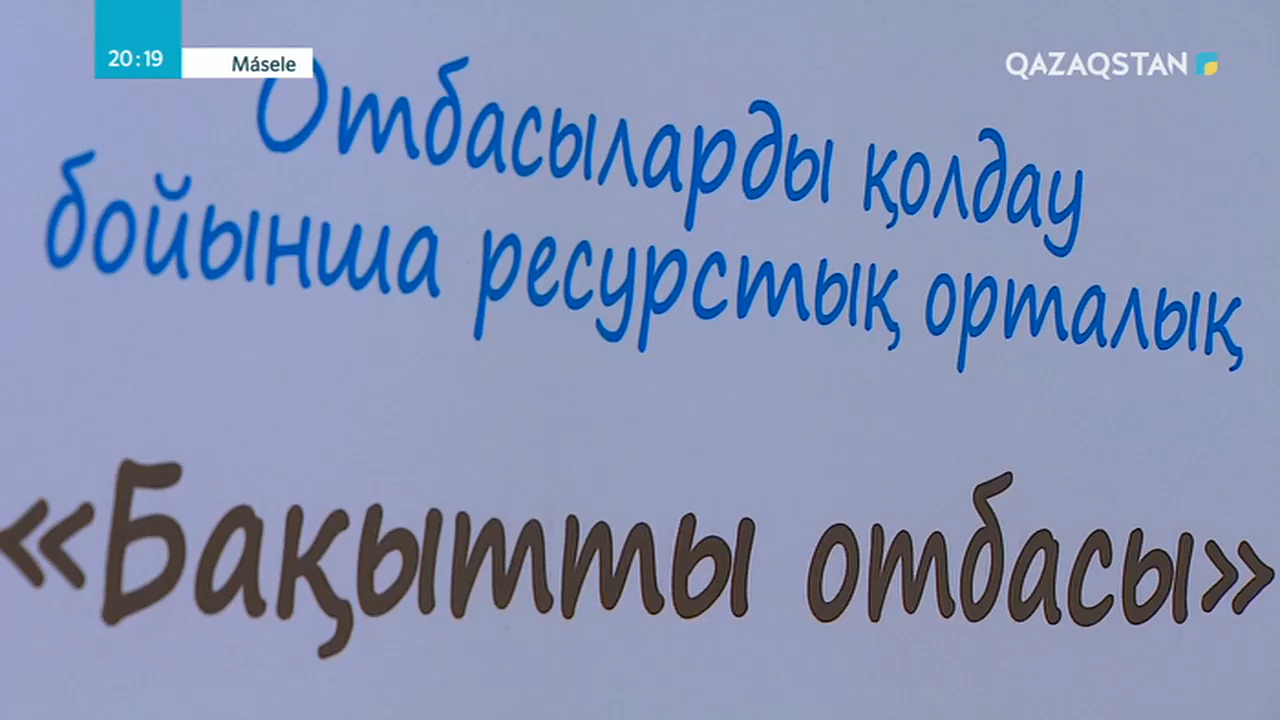 20:19
Másele
QAZAQSTAN
Отбасыларды қолдау
бойынша ресурстық орталық
«Бақытты отбасы»